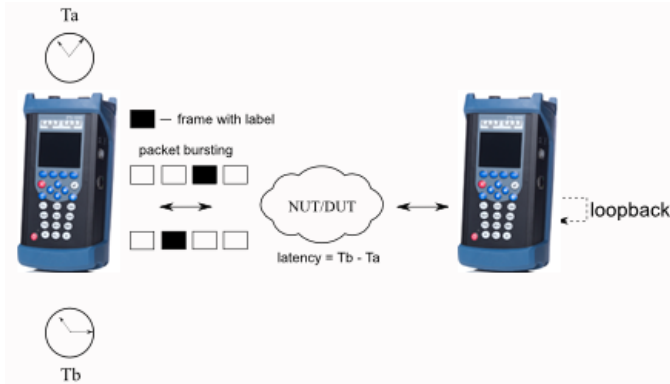 Ta
— frame with label
packet bursting
NUT/DUT
loopback
latency = Tb - Ta
Tb